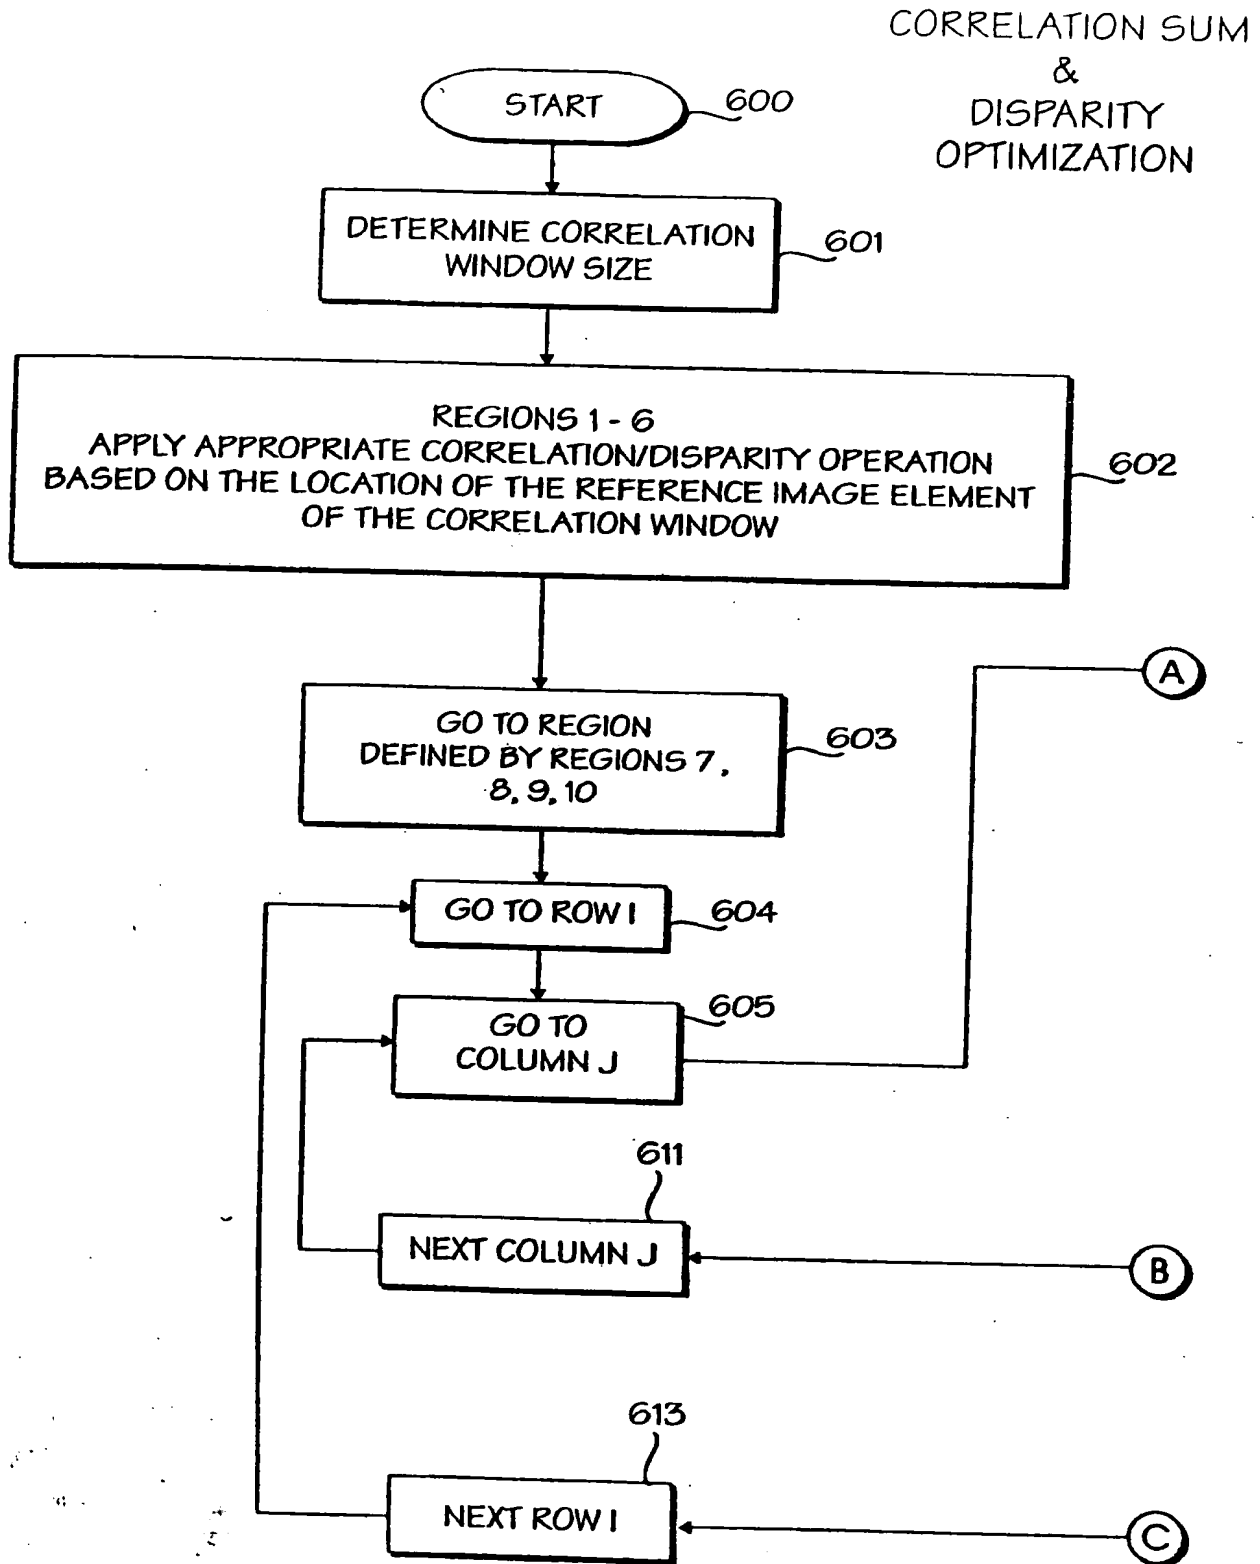 CORRELATION SUM
&
DISPARITY
OPTIMIZATION
START
600
DETERMINE CORRELATION
WINDOW SIZE
601
REGIONS 1 - 6
APPLY APPROPRIATE CORRELATION/DISPARITY OPERATION
BASED ON THE LOCATION OF THE REFERENCE IMAGE ELEMENT
OF THE CORRELATION WINDOW
602
A
GO TO REGION
DEFINED BY REGIONS 7,
8, 9, 10
603
GO TO ROW I
604
GO TO
COLUMN J
605
611
NEXT COLUMN J
B
613
NEXT ROW I
C